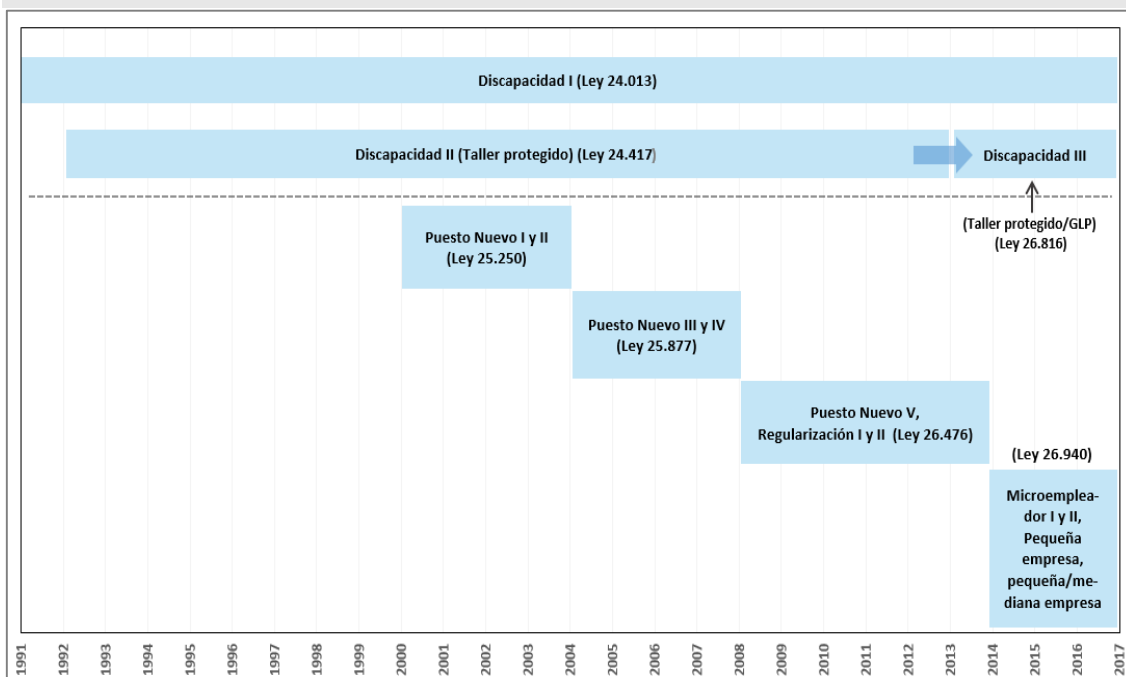 Discapacidad I (Ley 24.013)
Discapacidad II (Taller protegido) (Ley 24.417)
Discapacidad III
(Taller protegido/GLP)
(Ley 26.816)
Puesto Nuevo I y II
(Ley 25.250)
Puesto Nuevo III y IV
(Ley 25.877)
Puesto Nuevo V,
Regularización I y II (Ley 26.476)
(Ley 26.940)
Microemplea-
dor I y II,
Pequeña
empresa,
pequeña/me-
diana empresa
1991
1992
1993
1994
1995
1996
1997
1998
1999
2000
2001
2002
2003
2004
2005
2006
2007
2008
2009
2010
2011
2012
2013
2014
2015
2016
2017